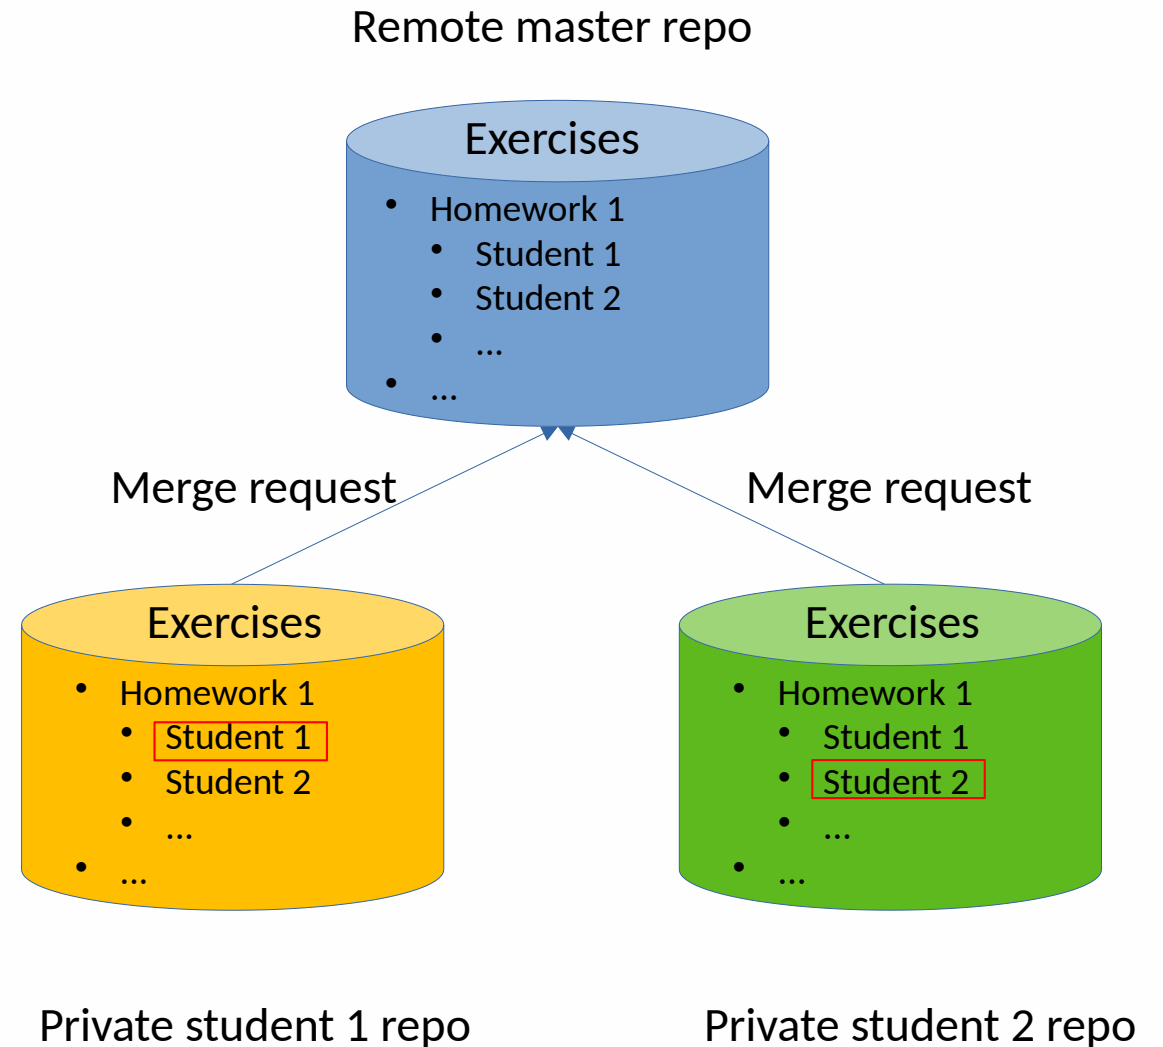 Remote master repo
Exercises
• Homework 1
• Student 1
• Student 2
• ...
• ...
Merge request
Merge request
Exercises
• Homework 1
• Student 1
• Student 2
• ...
• ...
Exercises
• Homework 1
• Student 1
• Student 2
• ...
• ...
Private student 1 repo
Private student 2 repo